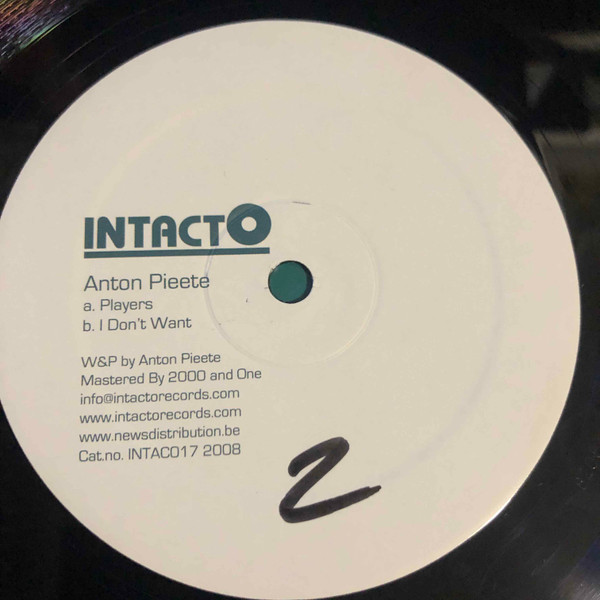 INTACTO
Anton Pieete
a. Players
b. I Don't Want
W&P by Anton Pieete
Mastered By 2000 and One
info@intactorecords.com
www.intactorecords.com
www.newsdistribution.be
Cat.no. INTAC017 2008
2